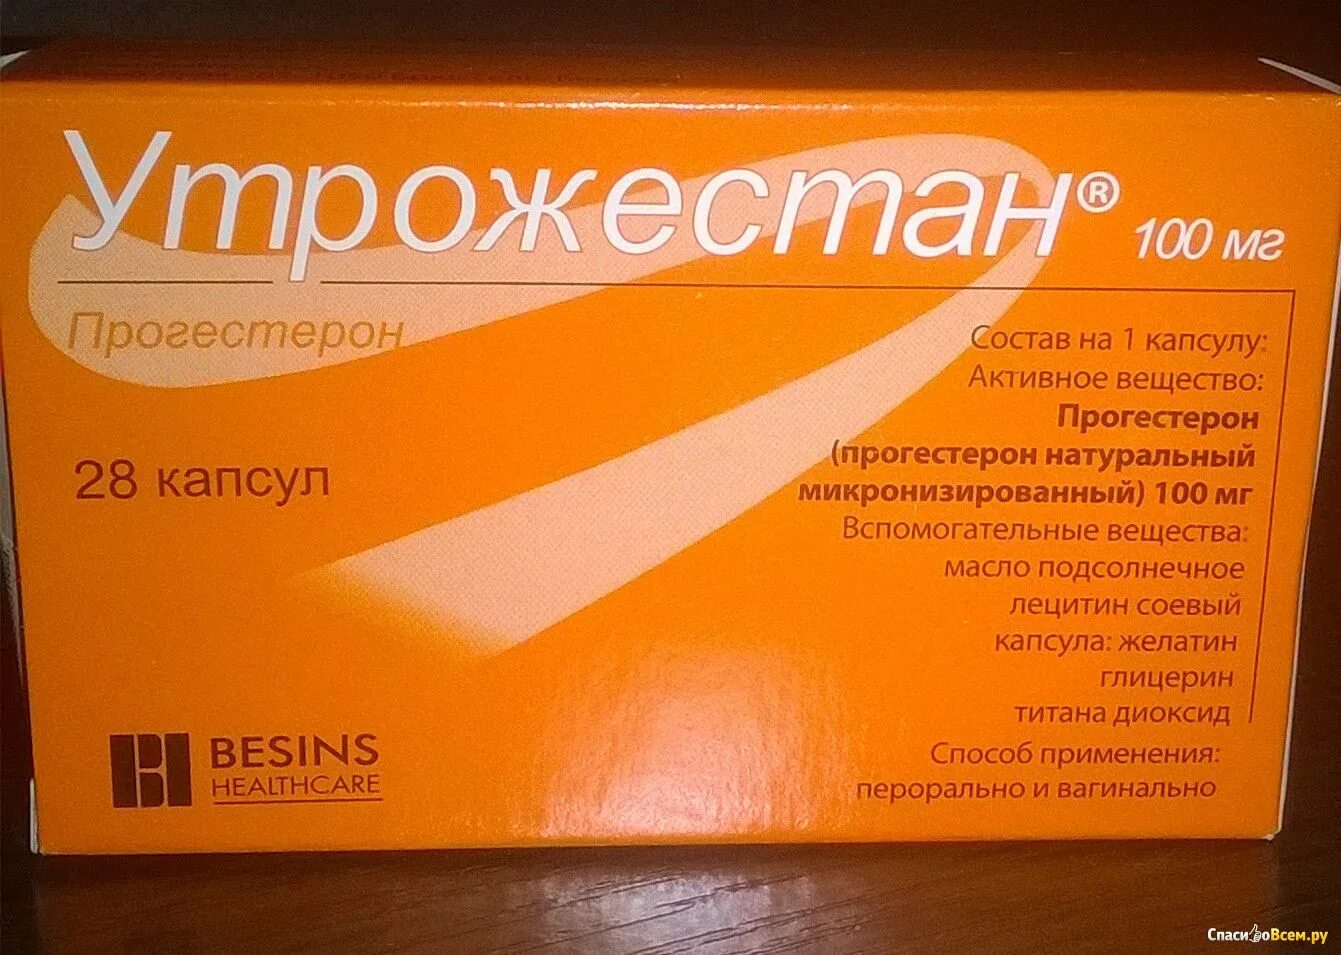 Утрожестан® 100 мг
Прогестерон
28 капсул
Состав на 1 капсулу:
Активное вещество:
Прогестерон
(прогестерон натуральный
микронизированный) 100 мг
Вспомогательные вещества:
масло подсолнечное
лецитин соевый
капсула: желатин
глицерин
титана диоксид
Способ применения:
перорально и вагинально
BESINS
HEALTHCARE
СпасибоВсем.ру